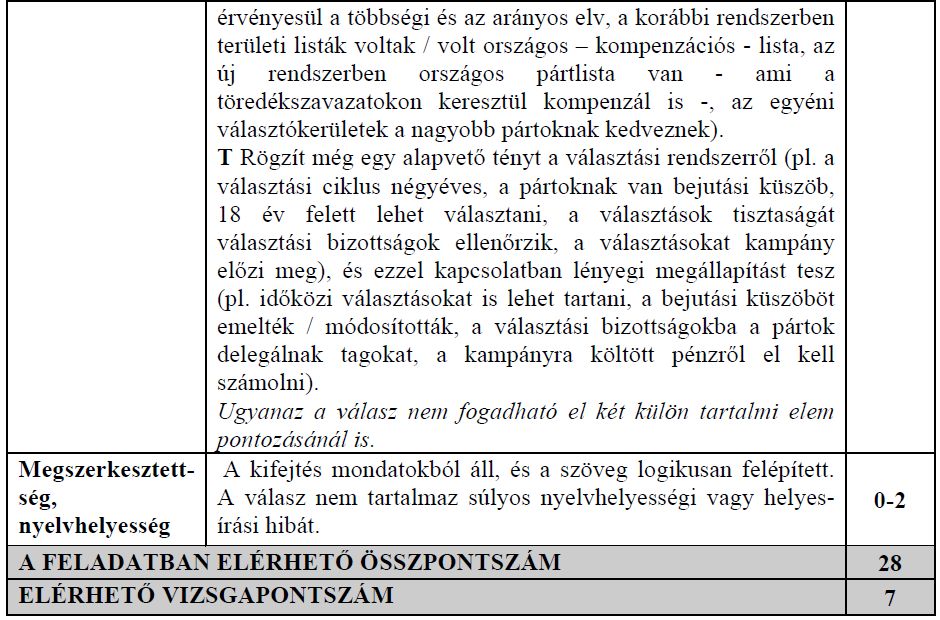 érvényesül a többségi és az arányos elv, a korábbi rendszerben
területi listák voltak / volt országos – kompenzációs - lista, az
új rendszerben országos pártlista van - ami a
töredékszavazatokon keresztül kompenzál is -, az egyéni
választókerületek a nagyobb pártoknak kedveznek).
T Rögzít még egy alapvető tényt a választási rendszerről (pl. a
választási ciklus négyéves, a pártoknak van bejutási küszöb,
18 év felett lehet választani, a választások tisztaságát
választási bizottságok ellenőrzik, a választásokat kampány
előzi meg), és ezzel kapcsolatban lényegi megállapítást tesz
(pl. időközi választásokat is lehet tartani, a bejutási küszöböt
emelték / módosították, a választási bizottságokba a pártok
delegálnak tagokat, a kampányra költött pénzről el kell
számolni).
Ugyanaz a válasz nem fogadható el két külön tartalmi elem
pontozásánál is.
Megszerkesztett-
ség,
nyelvhelyesség
A kifejtés mondatokból áll, és a szöveg logikusan felépített.
A válasz nem tartalmaz súlyos nyelvhelyességi vagy helyes-
írási hibát.
0-2
A FELADATBAN ELÉRHETŐ ÖSSZPONTSZÁM 28
ELÉRHETŐ VIZSGAPONTSZÁM 7